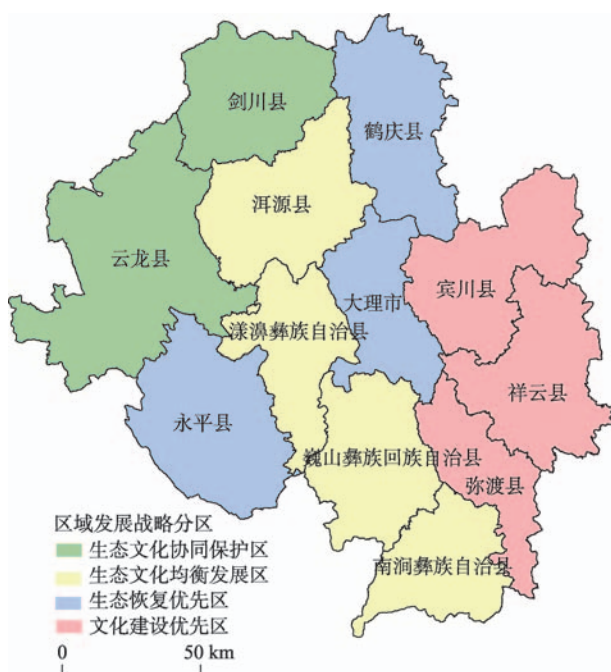 剑川县
鹤庆县
洱源县
云龙县
宾川县
大理市
漾濞彝族自治县
祥云县
永平县
巍山彝族回族自治县
弥渡县
南涧彝族自治县
区域发展战略分区
生态文化协同保护区
生态文化均衡发展区
生态恢复优先区
文化建设优先区
0 50 km